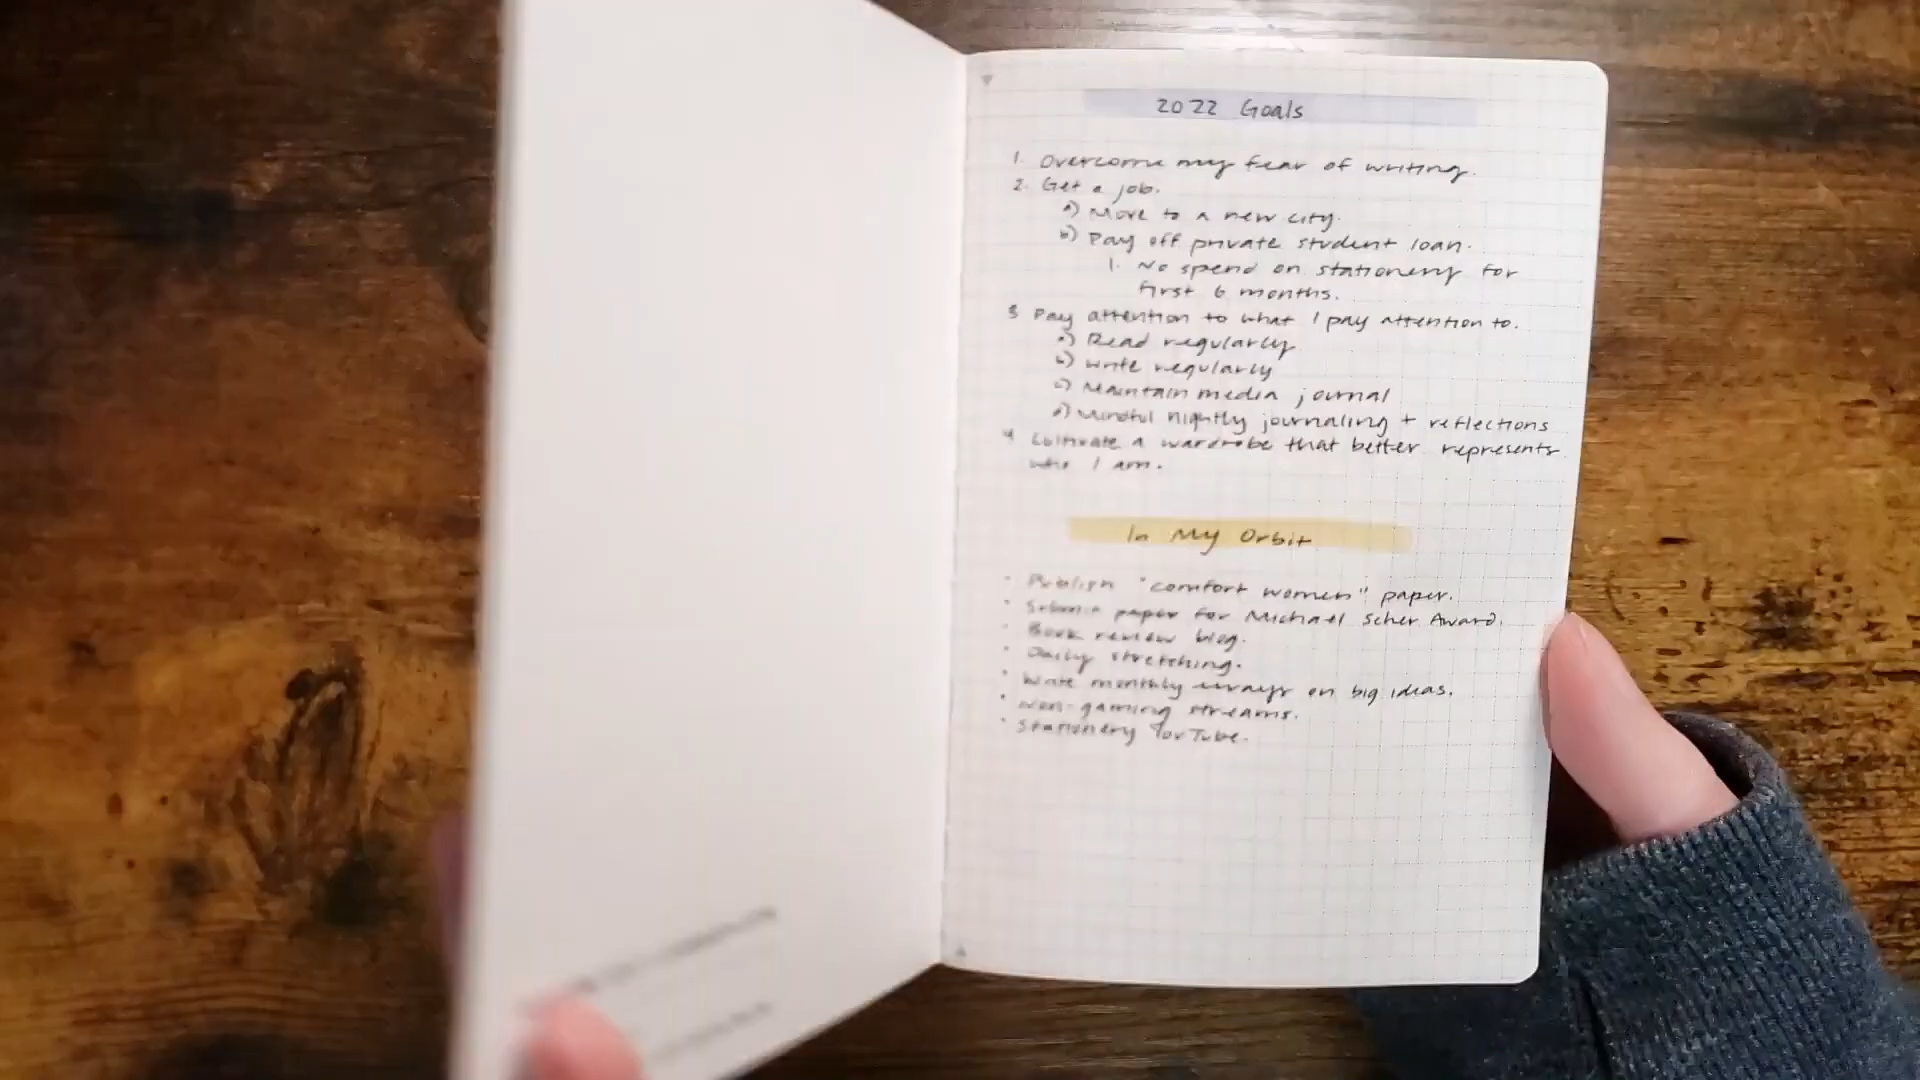 2022 Goals
1. Overcome my fear of writing.
2. Get a job.
a) Move to a new city.
b) Pay off private student loan.
1. No spend on stationery for
first 6 months.
3 Pay attention to what I pay attention to.
a) Read regularly
b) Write regularly
c) Maintain media journal
d) Mindful nightly journaling + reflections
4 Cultivate a wardrobe that better represents
who I am.
In My Orbit
· Publish "comfort women" paper.
· Submit paper for Michael Scher Award.
· Book review blog.
· Daily stretching.
· Write monthly essays on big ideas.
· Non-gaming streams.
· Stationery YouTube.